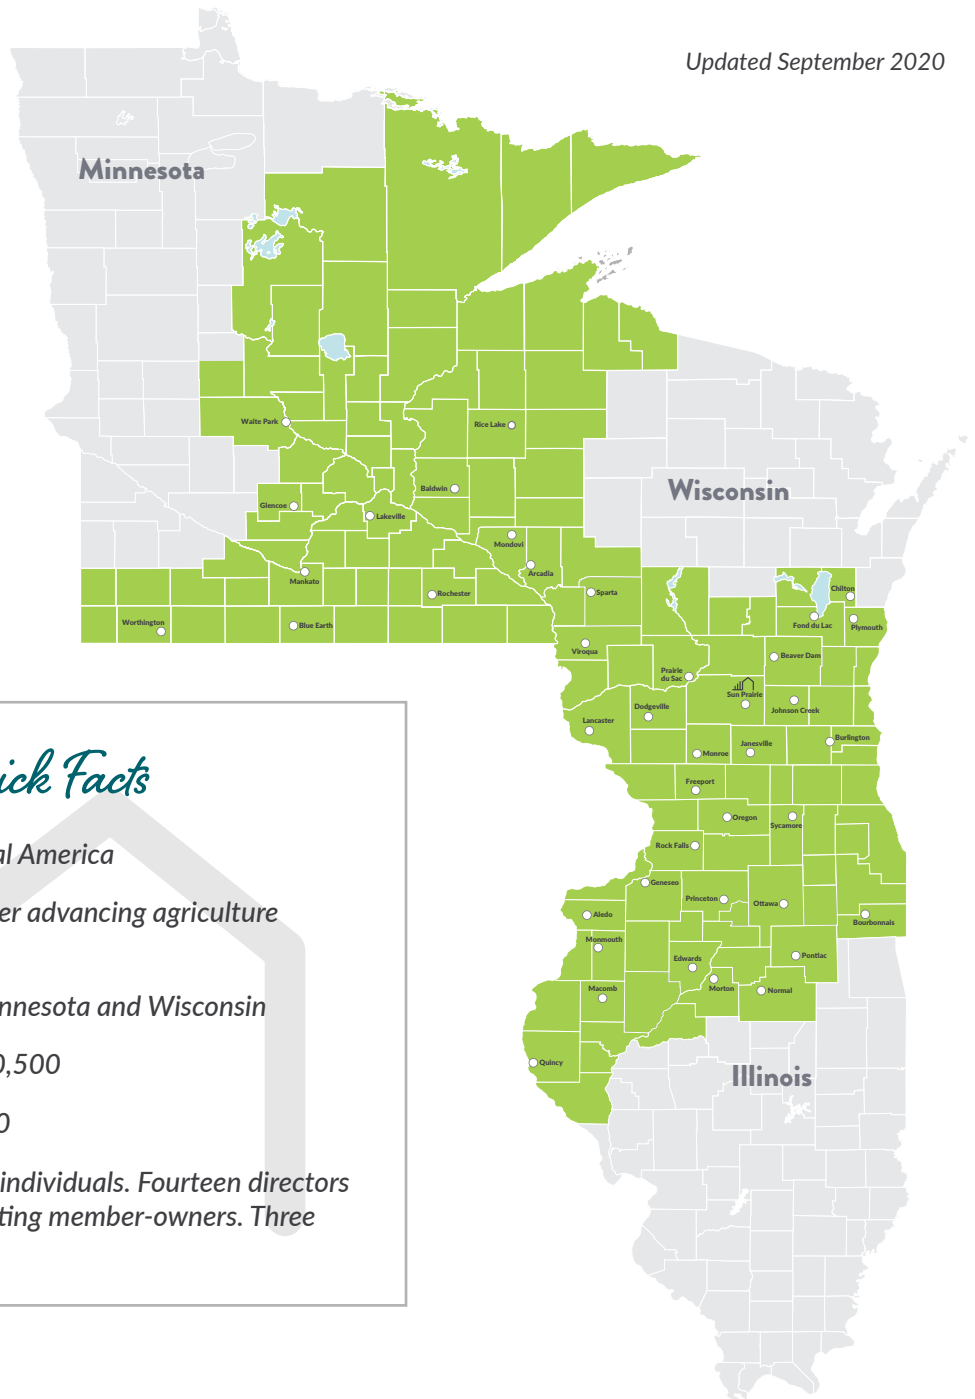 Updated September 2020
Minnesota
Waite Park
Rice Lake
Wisconsin
Baldwin
Glencoe
Lakeville
Mondovi
Arcadia
Mankato
Rochester
Sparta
Chilton
Worthington
Blue Earth
Fond du Lac
Plymouth
Viroqua
Beaver Dam
Prairie
du Sac
Sun Prairie
Dodgeville
Johnson Creek
Lancaster
Burlington
Monroe
Janesville
Freeport
Oregon
Sycamore
Rock Falls
Geneseo
Princeton
Ottawa
Aledo
Bourbonnais
Monmouth
Edwards
Pontiac
Macomb
Morton
Normal
Quincy
Illinois
ick Facts
al America
er advancing agriculture
nnesota and Wisconsin
0,500
0
individuals. Fourteen directors
ting member-owners. Three